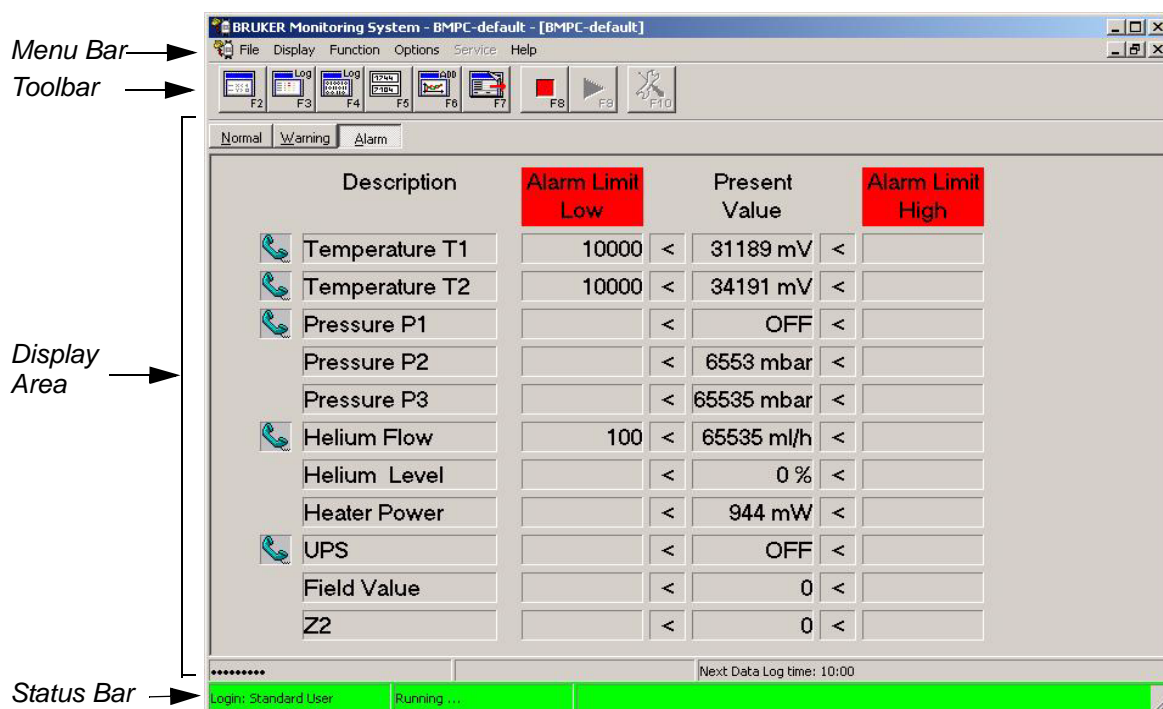 BRUKER Monitoring System - BMPC-default - [BMPC-default]
Menu Bar
File Display Function Options Service Help
Toolbar
F2 Log F3 Log F4 F5 ADD F6 F7 F8 F9 F10
Normal Warning Alarm
Description Alarm Limit Low Present Value Alarm Limit High
Temperature T1 10000 < 31189 mV <
Temperature T2 10000 < 34191 mV <
Pressure P1 < OFF <
Display Area
Pressure P2 < 6553 mbar <
Pressure P3 < 65535 mbar <
Helium Flow 100 < 65535 ml/h <
Helium Level < 0 % <
Heater Power < 944 mW <
UPS < OFF <
Field Value < 0 <
Z2 < 0 <
Next Data Log time: 10:00
Status Bar
Login: Standard User Running ...